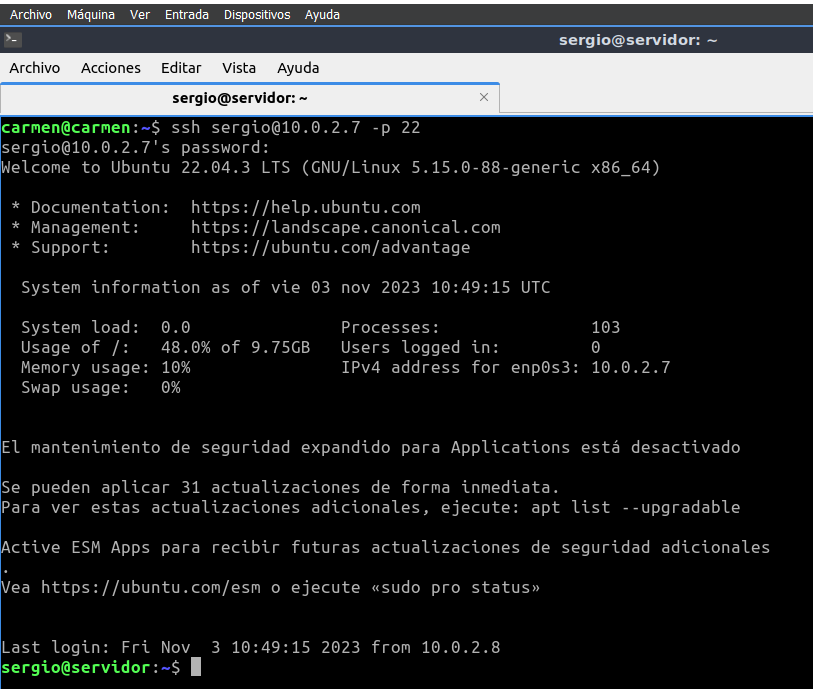 Archivo Máquina Ver Entrada Dispositivos Ayuda
sergio@servidor: ~
Archivo Acciones Editar Vista Ayuda
sergio@servidor: ~
carmen@carmen:~$ ssh sergio@10.0.2.7 -p 22
sergio@10.0.2.7's password:
Welcome to Ubuntu 22.04.3 LTS (GNU/Linux 5.15.0-88-generic x86_64)
* Documentation: https://help.ubuntu.com
* Management: https://landscape.canonical.com
* Support: https://ubuntu.com/advantage
System information as of vie 03 nov 2023 10:49:15 UTC
System load: 0.0 Processes: 103
Usage of /: 48.0% of 9.75GB Users logged in: 0
Memory usage: 10% IPv4 address for enp0s3: 10.0.2.7
Swap usage: 0%
El mantenimiento de seguridad expandido para Applications está desactivado
Se pueden aplicar 31 actualizaciones de forma inmediata.
Para ver estas actualizaciones adicionales, ejecute: apt list --upgradable
Active ESM Apps para recibir futuras actualizaciones de seguridad adicionales
.
Vea https://ubuntu.com/esm o ejecute «sudo pro status»
Last login: Fri Nov 3 10:49:15 2023 from 10.0.2.8
sergio@servidor:~$